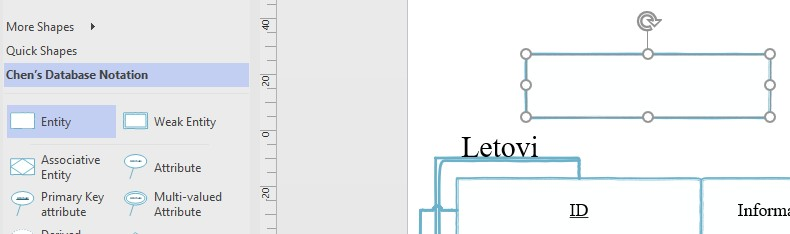 More Shapes
Quick Shapes
Chen's Database Notation
Entity
Weak Entity
Associative
Entity
Attribute
Primary Key
attribute
Multi-valued
Attribute
Derived
40
20
0
20
Letovi
ID
Informa